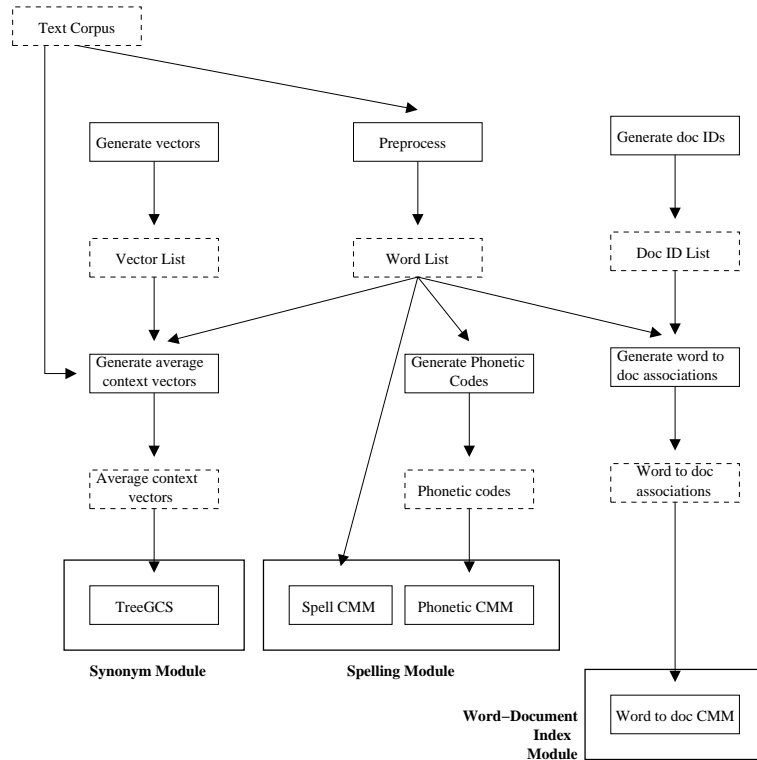 Text Corpus
Generate vectors
Preprocess
Generate doc IDs
Vector List
Word List
Doc ID List
Generate average
context vectors
Generate Phonetic
Codes
Generate word to
doc associations
Average context
vectors
Phonetic codes
Word to doc
associations
TreeGCS
Spell CMM
Phonetic CMM
Synonym Module
Spelling Module
Word−Document
Index
Module
Word to doc CMM